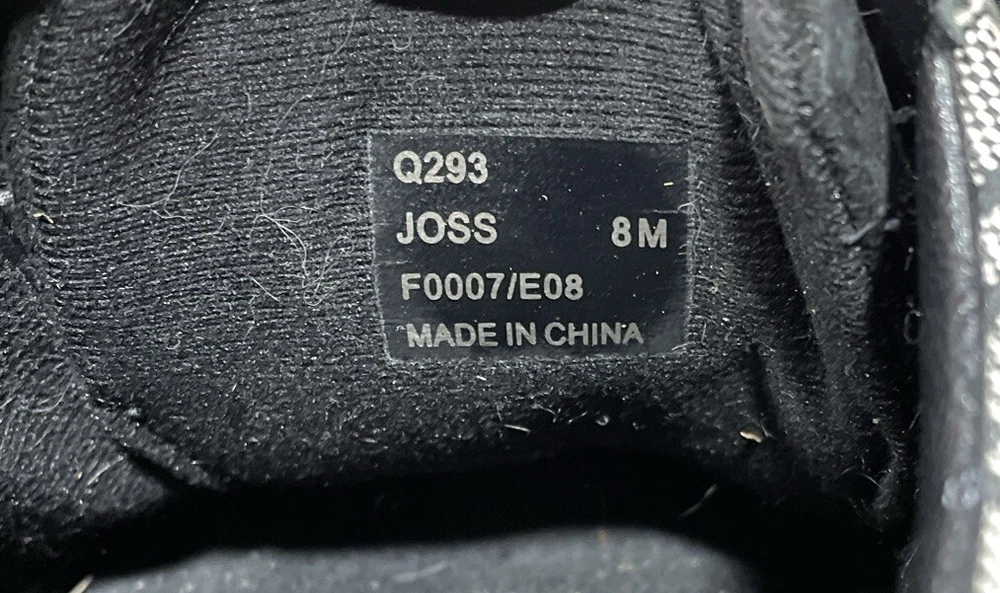 Q293
JOSS 8M
F0007/E08
MADE IN CHINA